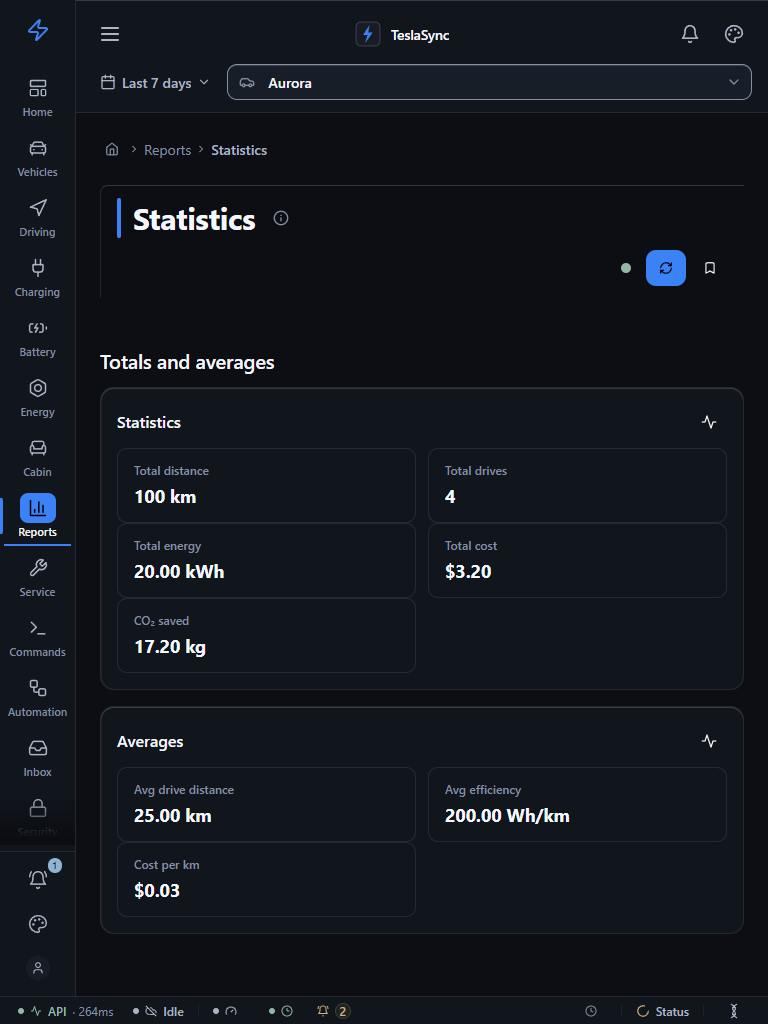 TeslaSync
Last 7 days
Aurora
Home
Vehicles
Driving
Charging
Battery
Energy
Cabin
Reports
Service
Commands
Automation
Inbox
Security
1
Reports
Statistics
Statistics
Totals and averages
Statistics
Total distance
100 km
Total drives
4
Total energy
20.00 kWh
Total cost
$3.20
CO₂ saved
17.20 kg
Averages
Avg drive distance
25.00 km
Avg efficiency
200.00 Wh/km
Cost per km
$0.03
API · 264ms
Idle
2
Status